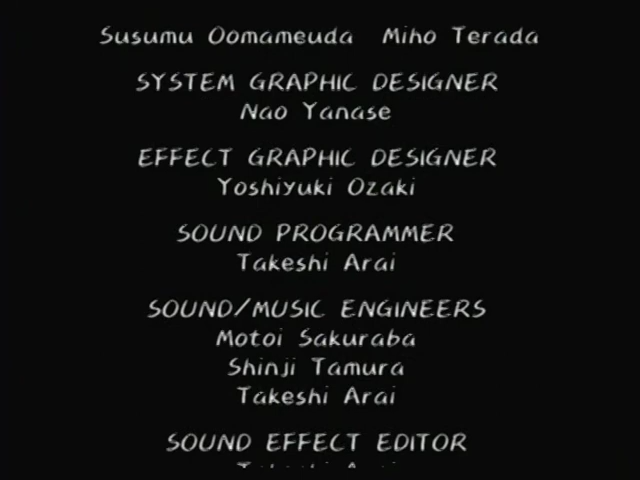 Susumu Oomameuda Miho Terada
SYSTEM GRAPHIC DESIGNER
Nao Yanase
EFFECT GRAPHIC DESIGNER
Yoshiyuki Ozaki
SOUND PROGRAMMER
Takeshi Arai
SOUND/MUSIC ENGINEERS
Motoi Sakuraba
Shinji Tamura
Takeshi Arai
SOUND EFFECT EDITOR